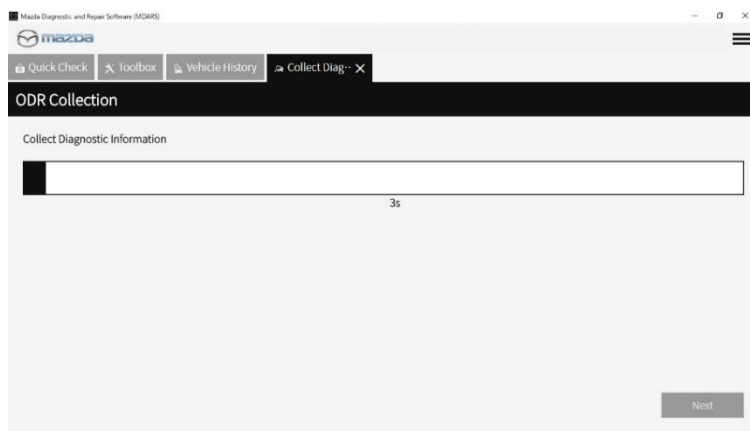 Mazda Diagnostic and Repair Software (MDARS)
mazda
Quick Check Toolbox Vehicle History Collect Diag··
ODR Collection
Collect Diagnostic Information
3s
Next